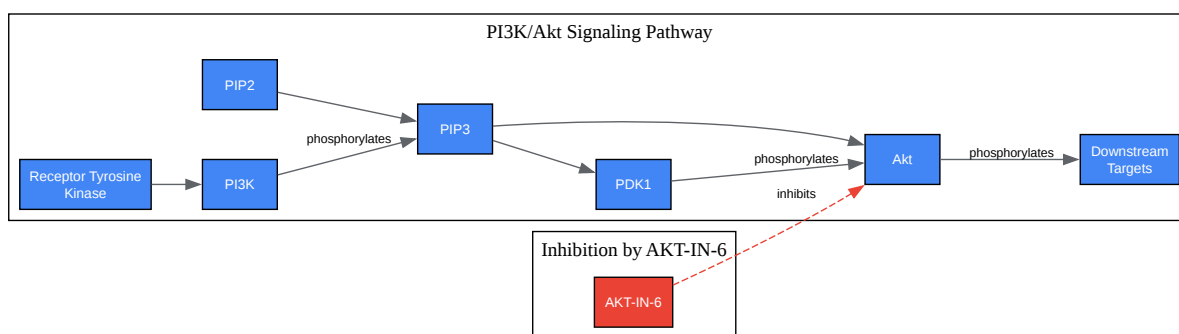 PI3K/Akt Signaling Pathway
PIP2
PIP3
phosphorylates
Receptor Tyrosine
Kinase
PI3K
PDK1
phosphorylates
Akt
phosphorylates
Downstream
Targets
inhibits
Inhibition by AKT-IN-6
AKT-IN-6